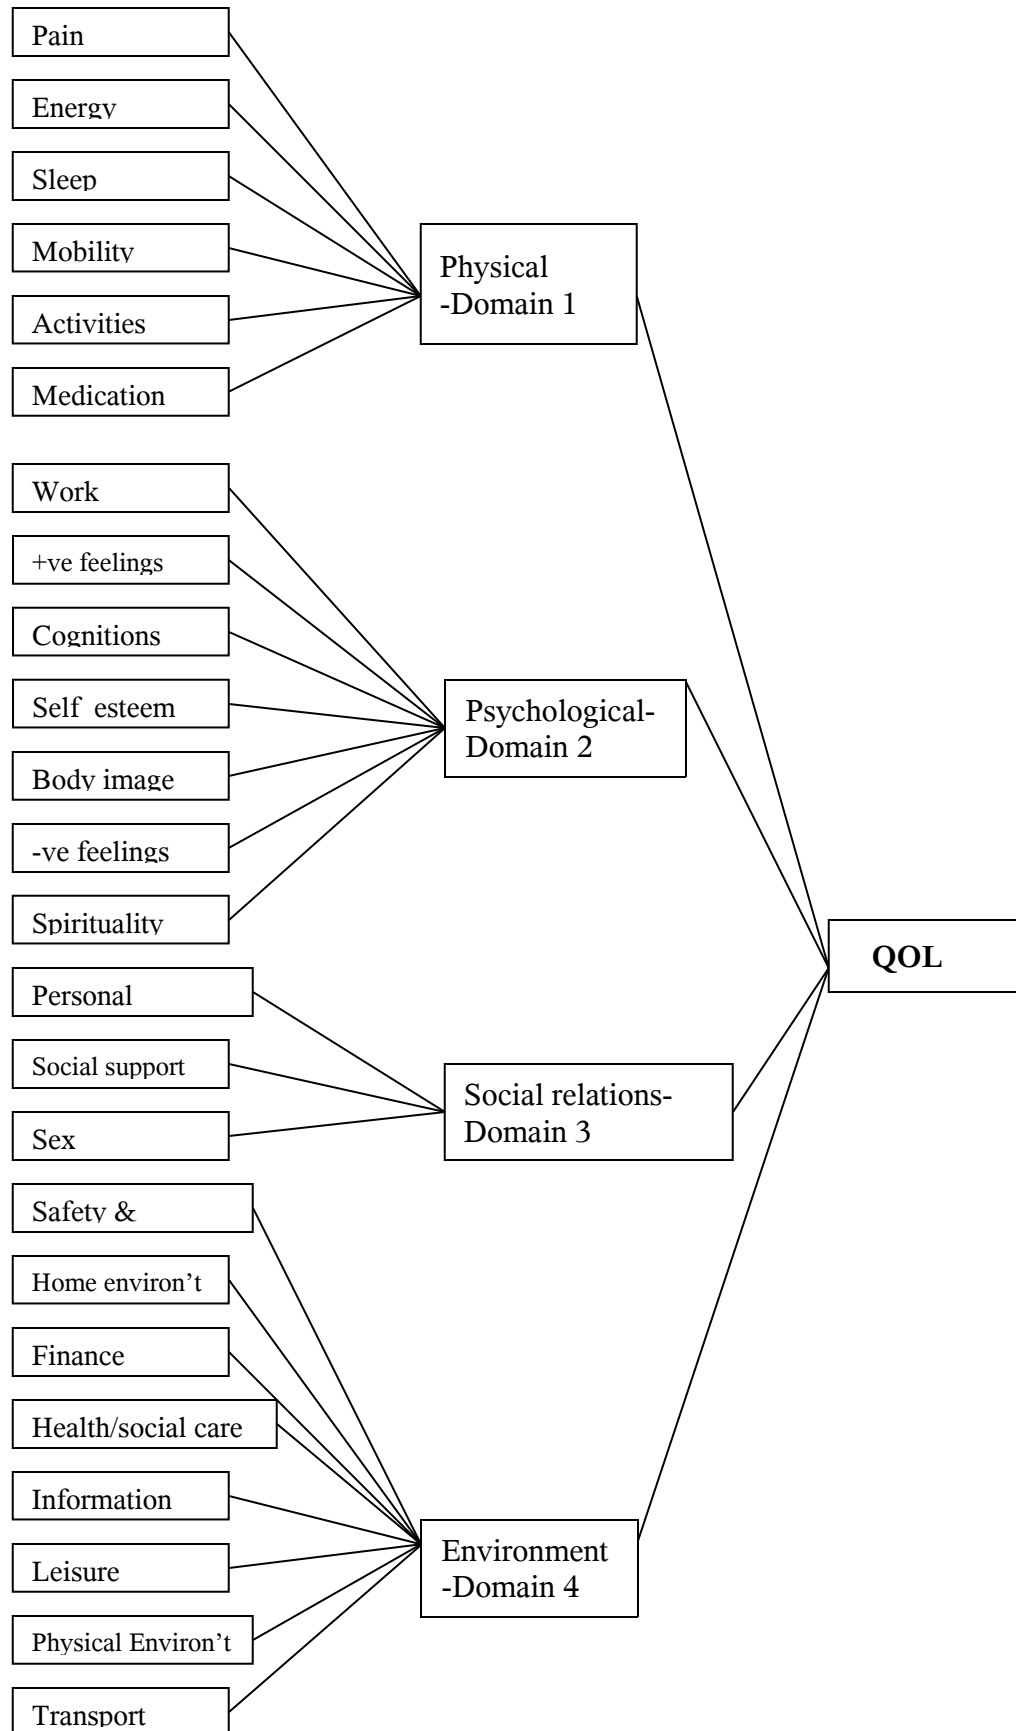 Pain
Energy
Sleep
Mobility
Activities
Medication
Physical
-Domain 1
Work
+ve feelings
Cognitions
Self  esteem
Body image
-ve feelings
Spirituality
Psychological-
Domain 2
QOL
Personal
Social support
Sex
Social relations-
Domain 3
Safety &
Home environ't
Finance
Health/social care
Information
Leisure
Physical Environ't
Transport
Environment
-Domain 4